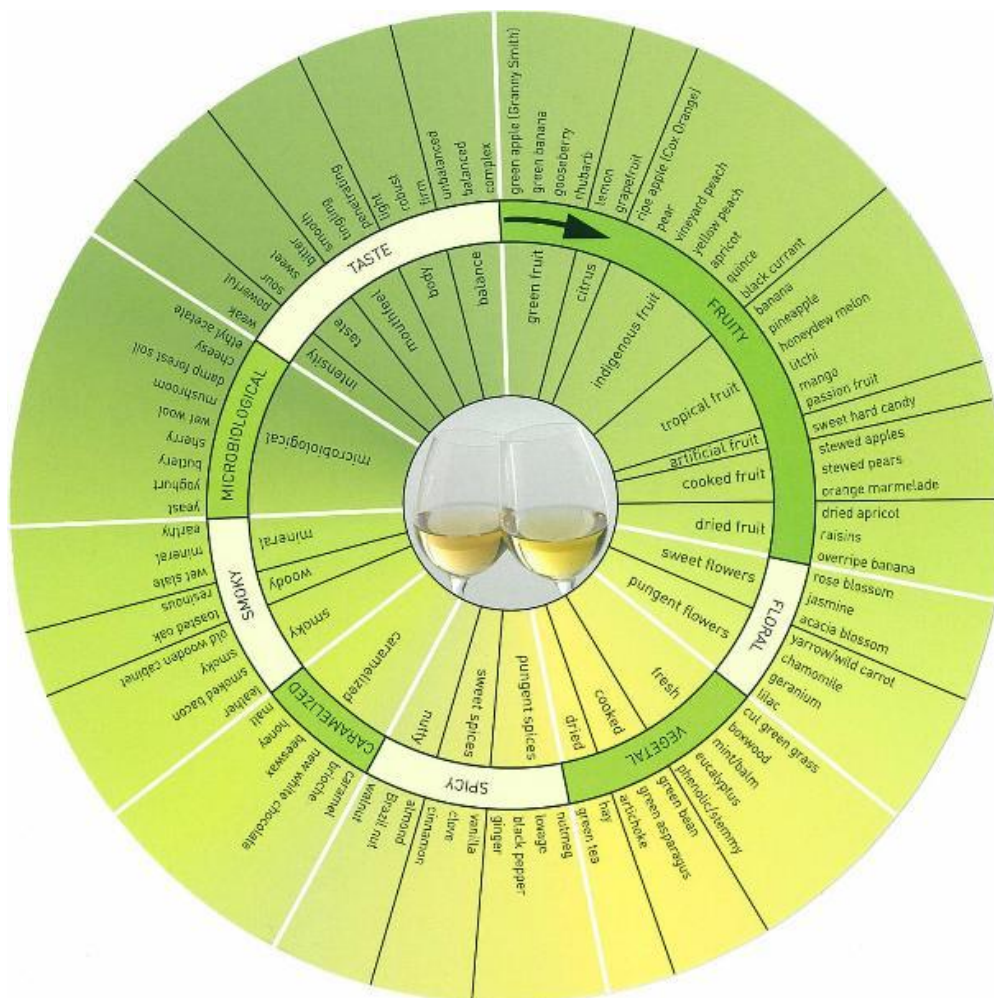 TASTE
FRUITY
FLORAL
VEGETAL
SPICY
CARAMELIZED
SMOKY
MICROBIOLOGICAL
green fruit
citrus
indigenous fruit
tropical fruit
artificial fruit
cooked fruit
dried fruit
sweet flowers
pungent flowers
fresh
cooked
dried
pungent spices
sweet spices
nutty
caramelized
smoky
woody
mineral
microbiological
intensity
taste
mouthfeel
body
balance
green apple (Granny Smith)
green banana
gooseberry
rhubarb
lemon
grapefruit
ripe apple (Cox Orange)
pear
vineyard peach
yellow peach
apricot
quince
black currant
banana
pineapple
honeydew melon
litchi
mango
passion fruit
sweet hard candy
stewed apples
stewed pears
orange marmelade
dried apricot
raisins
overripe banana
rose blossom
jasmine
acacia blossom
yarrow/wild carrot
chamomile
geranium
lilac
cut green grass
boxwood
mint/balm
eucalyptus
phenolic/stemmy
green bean
green asparagus
artichoke
hay
green tea
nutmeg
lovage
black pepper
ginger
vanilla
clove
cinnamon
almond
Brazil nut
walnut
caramel
brioche
new white chocolate
beeswax
honey
malt
leather
smoked bacon
smoky
old wooden cabinet
toasted oak
resinous
wet slate
mineral
earthy
yeast
yoghurt
buttery
sherry
wet wool
mushroom
damp forest soil
cheesy
ethyl acetate
weak
powerful
sour
sweet
bitter
smooth
tingling
penetrating
light
robust
firm
unbalanced
balanced
complex